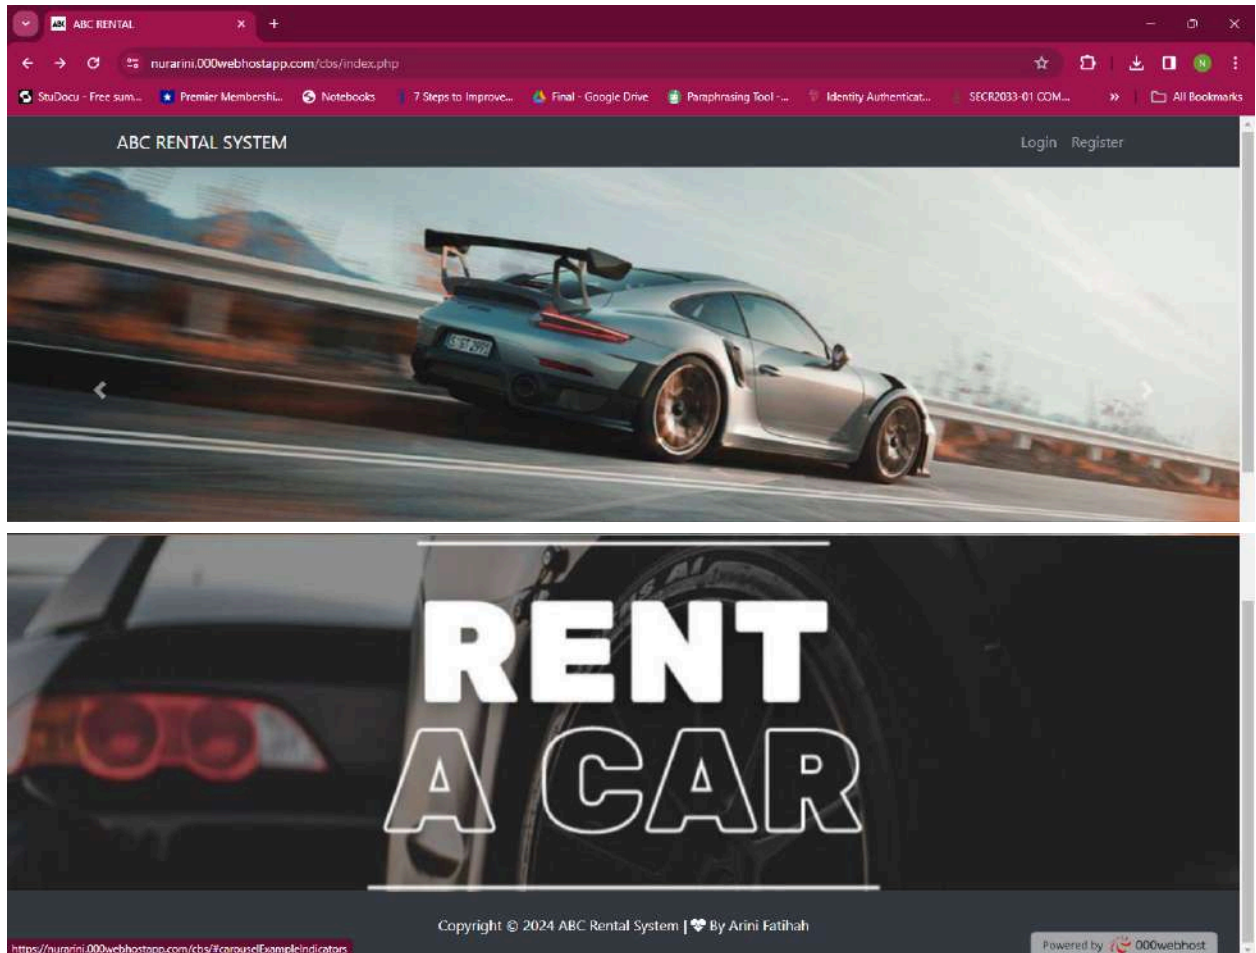 ABC RENTAL
nurarini.000webhostapp.com/cbs/index.php
N
StuDocu - Free sum... Premier Membershi... Notebooks 7 Steps to Improve... Final - Google Drive Paraphrasing Tool -... Identity Authenticat... SECR2033-01 COM... » All Bookmarks
ABC RENTAL SYSTEM Login Register
RENT
A CAR
Copyright © 2024 ABC Rental System | By Arini Fatihah
https://nurarini.000webhostapp.com/cbs/#carouselExampleIndicators
Powered by 000webhost